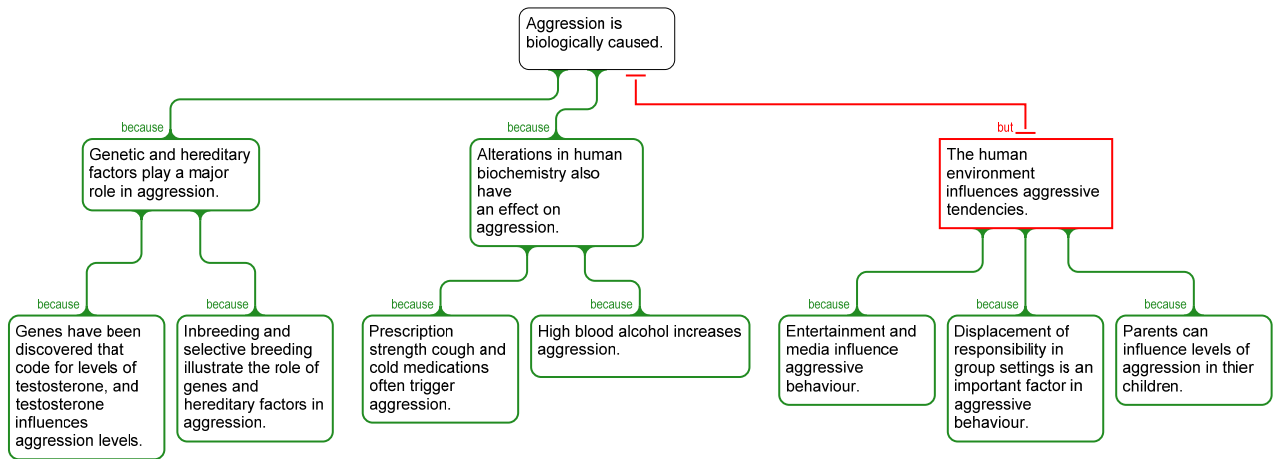 Aggression is
biologically caused.
because
Genetic and hereditary
factors play a major
role in aggression.
because
Alterations in human
biochemistry also
have
an effect on
aggression.
but
The human
environment
influences aggressive
tendencies.
because
Genes have been
discovered that
code for levels of
testosterone, and
testosterone
influences
aggression levels.
because
Inbreeding and
selective breeding
illustrate the role of
genes and
hereditary factors in
aggression.
because
Prescription
strength cough and
cold medications
often trigger
aggression.
because
High blood alcohol increases
aggression.
because
Entertainment and
media influence
aggressive
behaviour.
because
Displacement of
responsibility in
group settings is an
important factor in
aggressive
behaviour.
because
Parents can
influence levels of
aggression in thier
children.